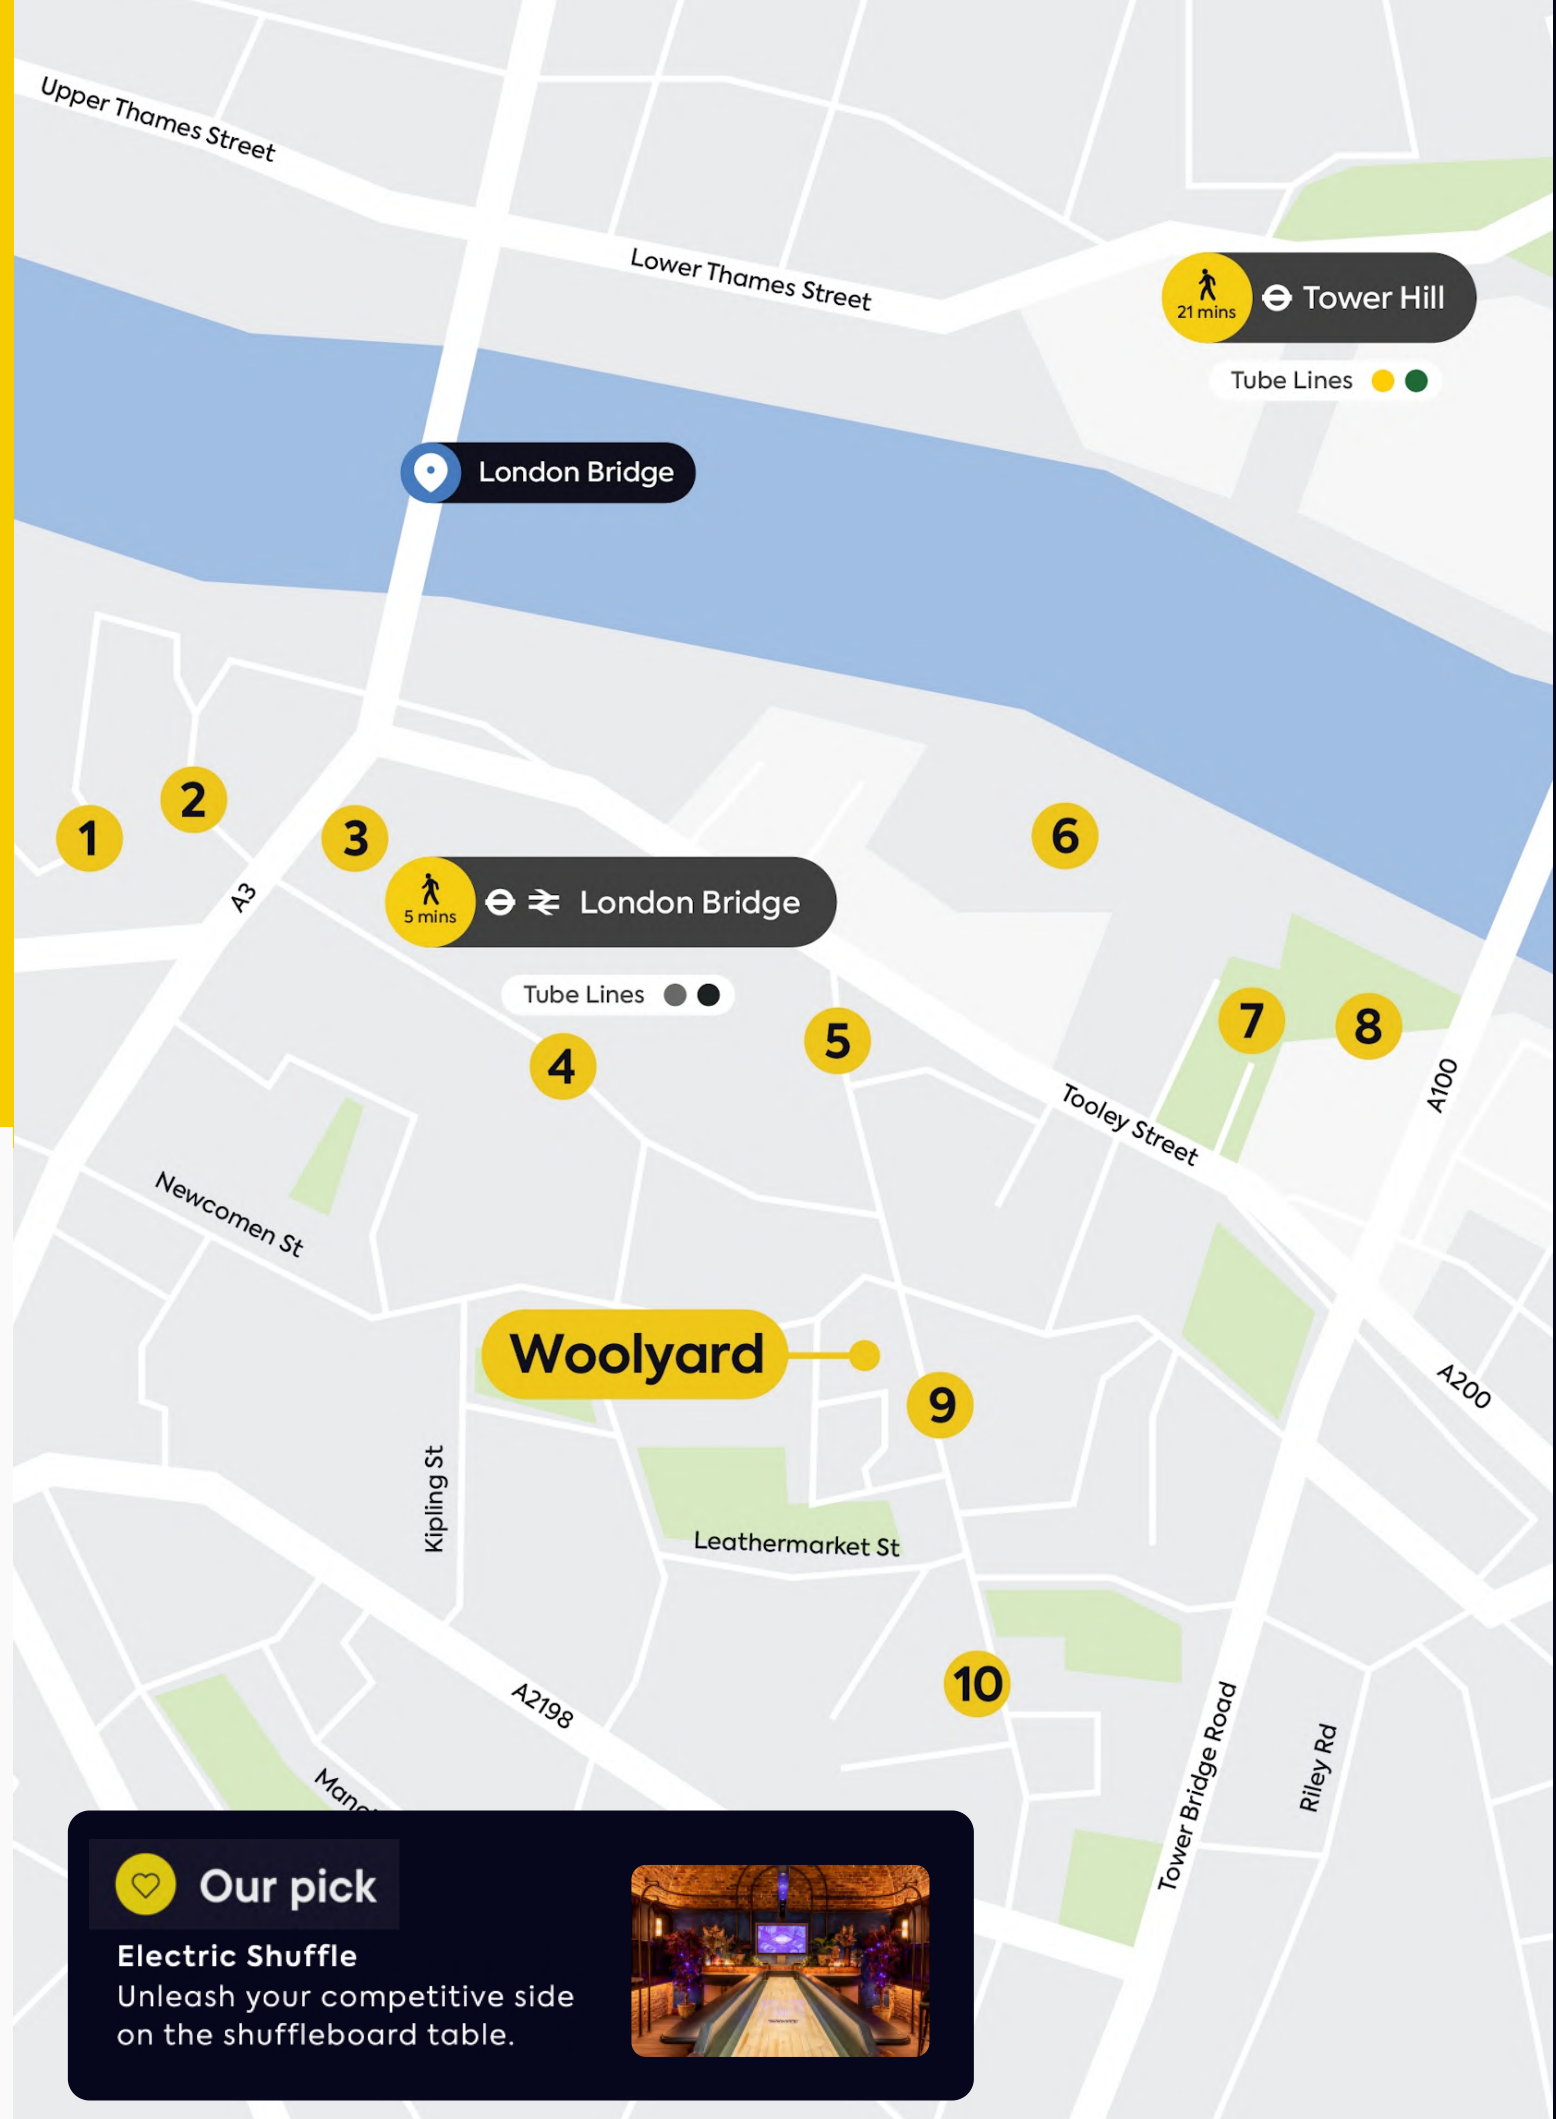 Upper Thames Street
Lower Thames Street
21 mins
Tower Hill
Tube Lines
London Bridge
1
2
3
6
A3
5 mins
London Bridge
Tube Lines
4
5
7
8
A100
Tooley Street
Newcomen St
Woolyard
9
A200
Kipling St
Leathermarket St
10
A2198
Tower Bridge Road
Riley Rd
Our pick
Electric Shuffle
Unleash your competitive side
on the shuffleboard table.